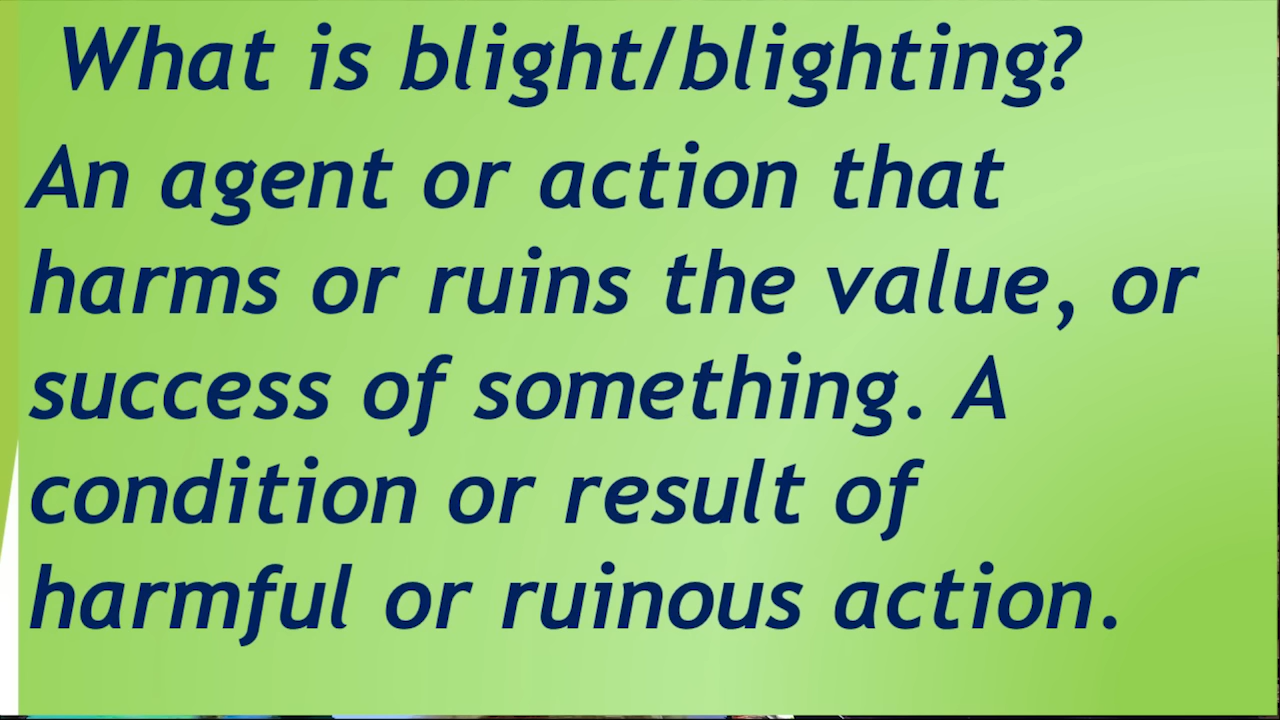 What is blight/blighting?
An agent or action that
harms or ruins the value, or
success of something. A
condition or result of
harmful or ruinous action.